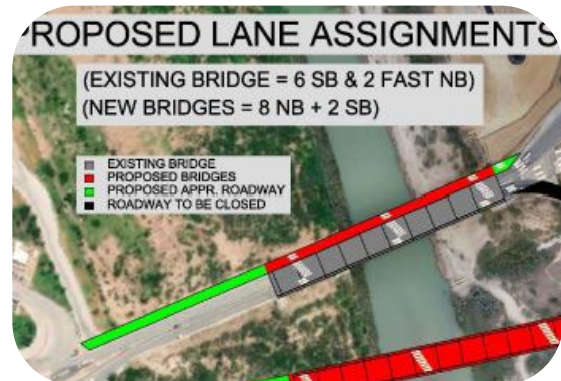 PROPOSED LANE ASSIGNMENTS
(EXISTING BRIDGE = 6 SB & 2 FAST NB)
(NEW BRIDGES = 8 NB + 2 SB)
EXISTING BRIDGE
PROPOSED BRIDGES
PROPOSED APPR. ROADWAY
ROADWAY TO BE CLOSED